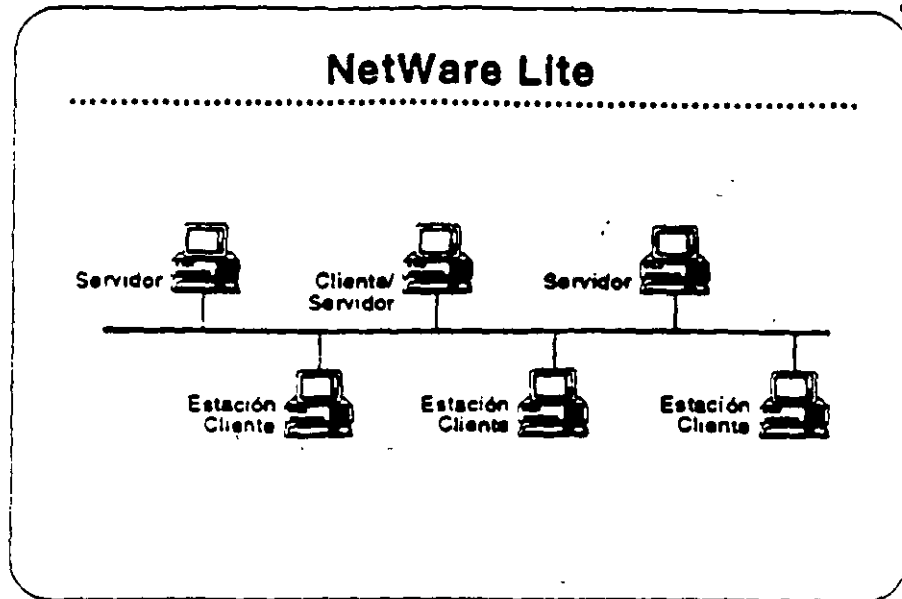 NetWare Lite
Servidor
Cliente/
Servidor
Servidor
Estación
Cliente
Estación
Cliente
Estación
Cliente